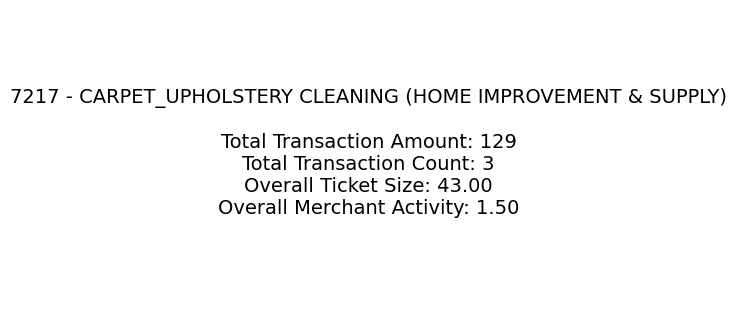 7217 - CARPET_UPHOLSTERY CLEANING (HOME IMPROVEMENT & SUPPLY)
Total Transaction Amount: 129
Total Transaction Count: 3
Overall Ticket Size: 43.00
Overall Merchant Activity: 1.50